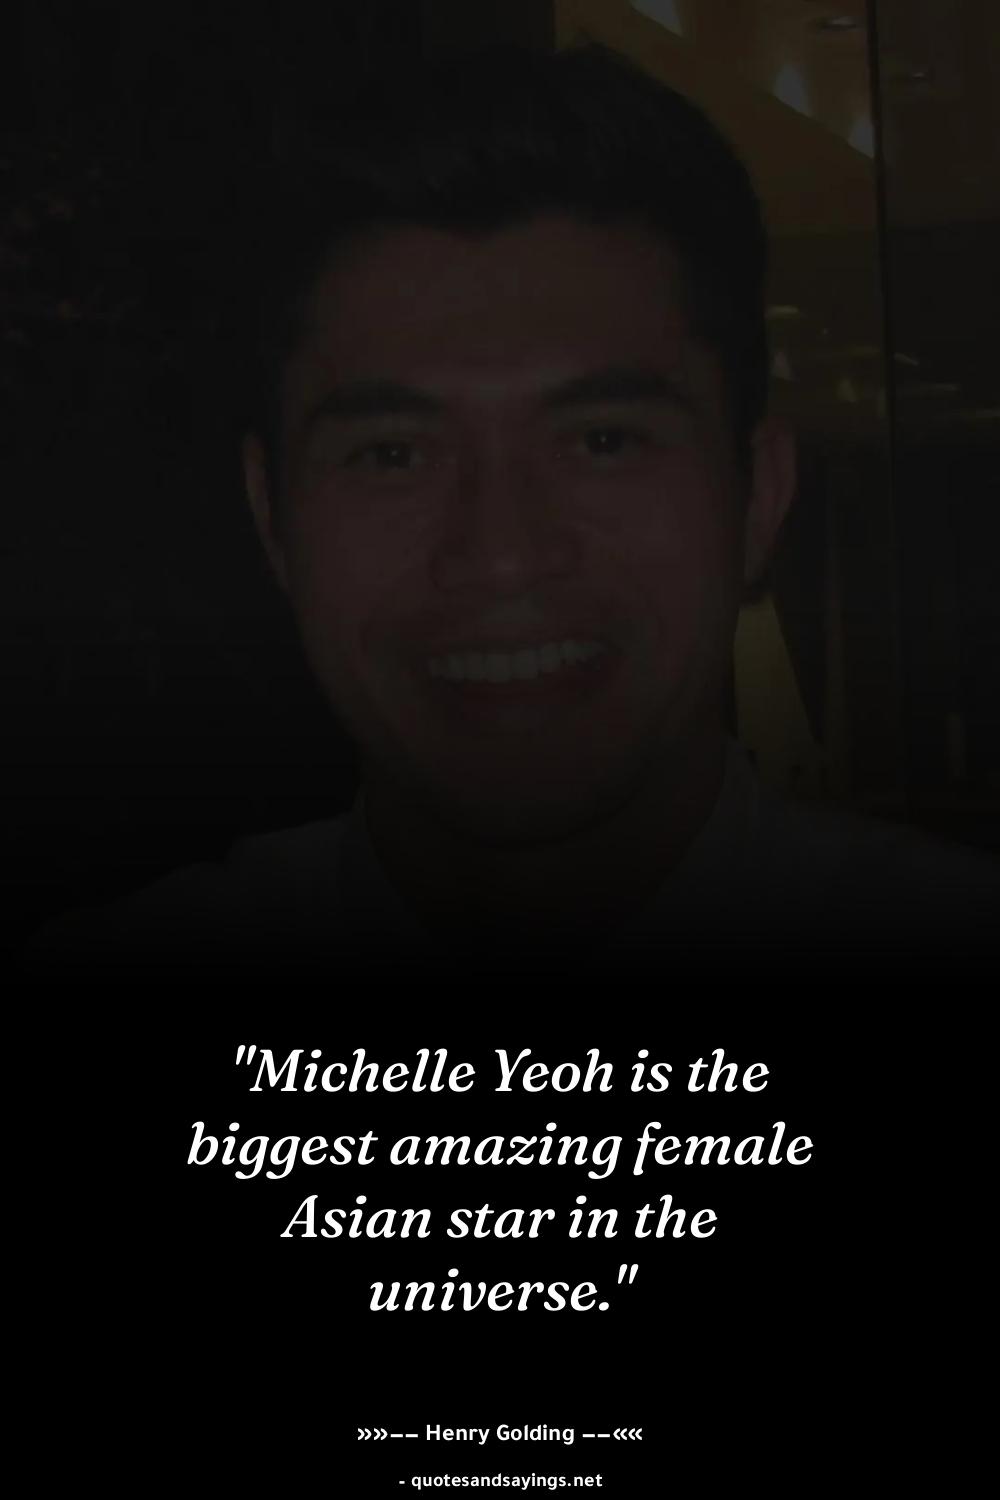 "Michelle Yeoh is the
biggest amazing female
Asian star in the
universe."
»»−− Henry Golding −−««
- quotesandsayings.net